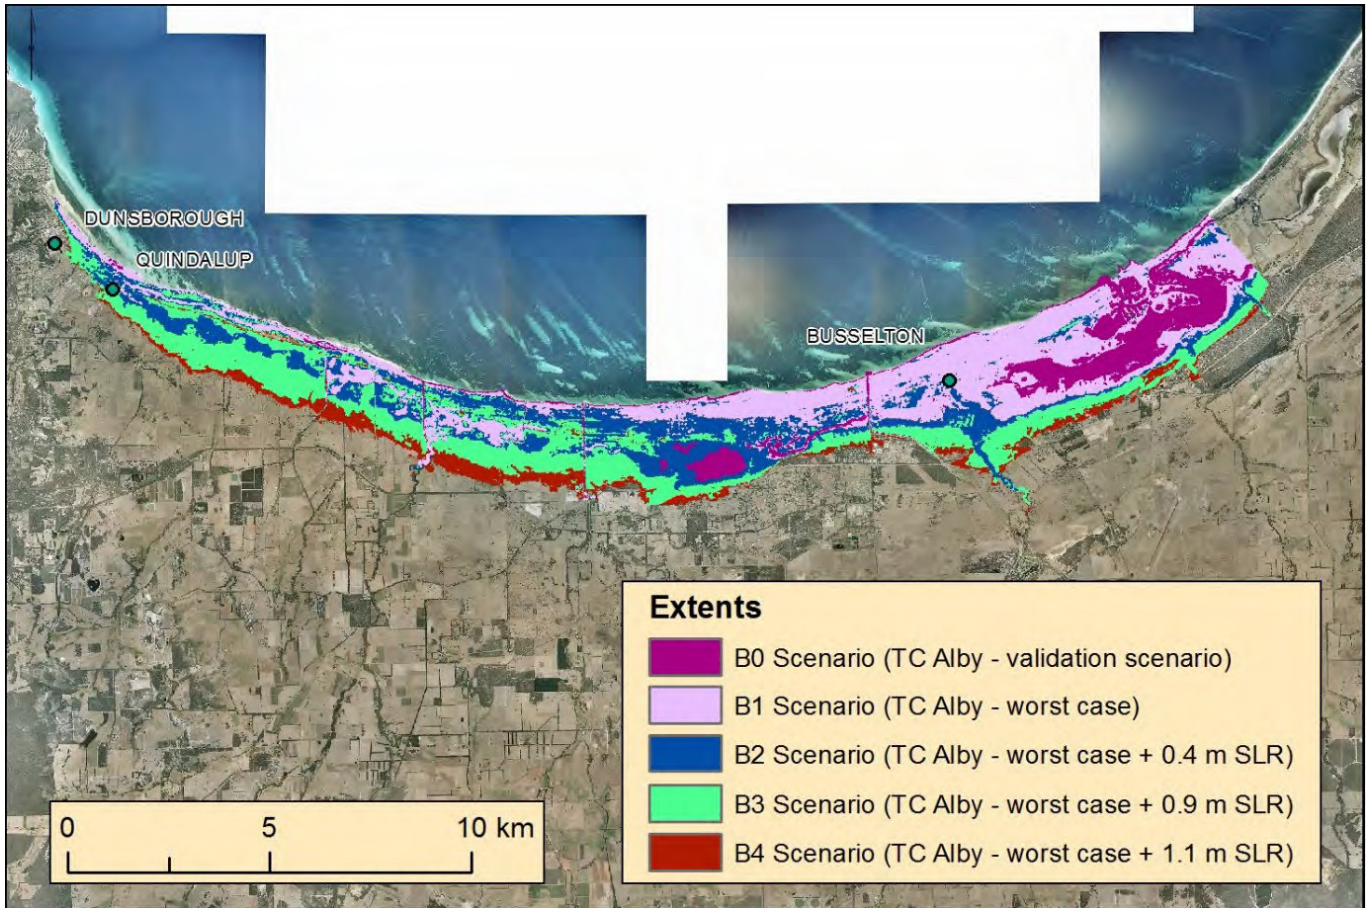 DUNSBOROUGH
QUINDALUP
BUSSELTON
Extents
B0 Scenario (TC Alby - validation scenario)
B1 Scenario (TC Alby - worst case)
B2 Scenario (TC Alby - worst case + 0.4 m SLR)
B3 Scenario (TC Alby - worst case + 0.9 m SLR)
B4 Scenario (TC Alby - worst case + 1.1 m SLR)
0 5 10 km